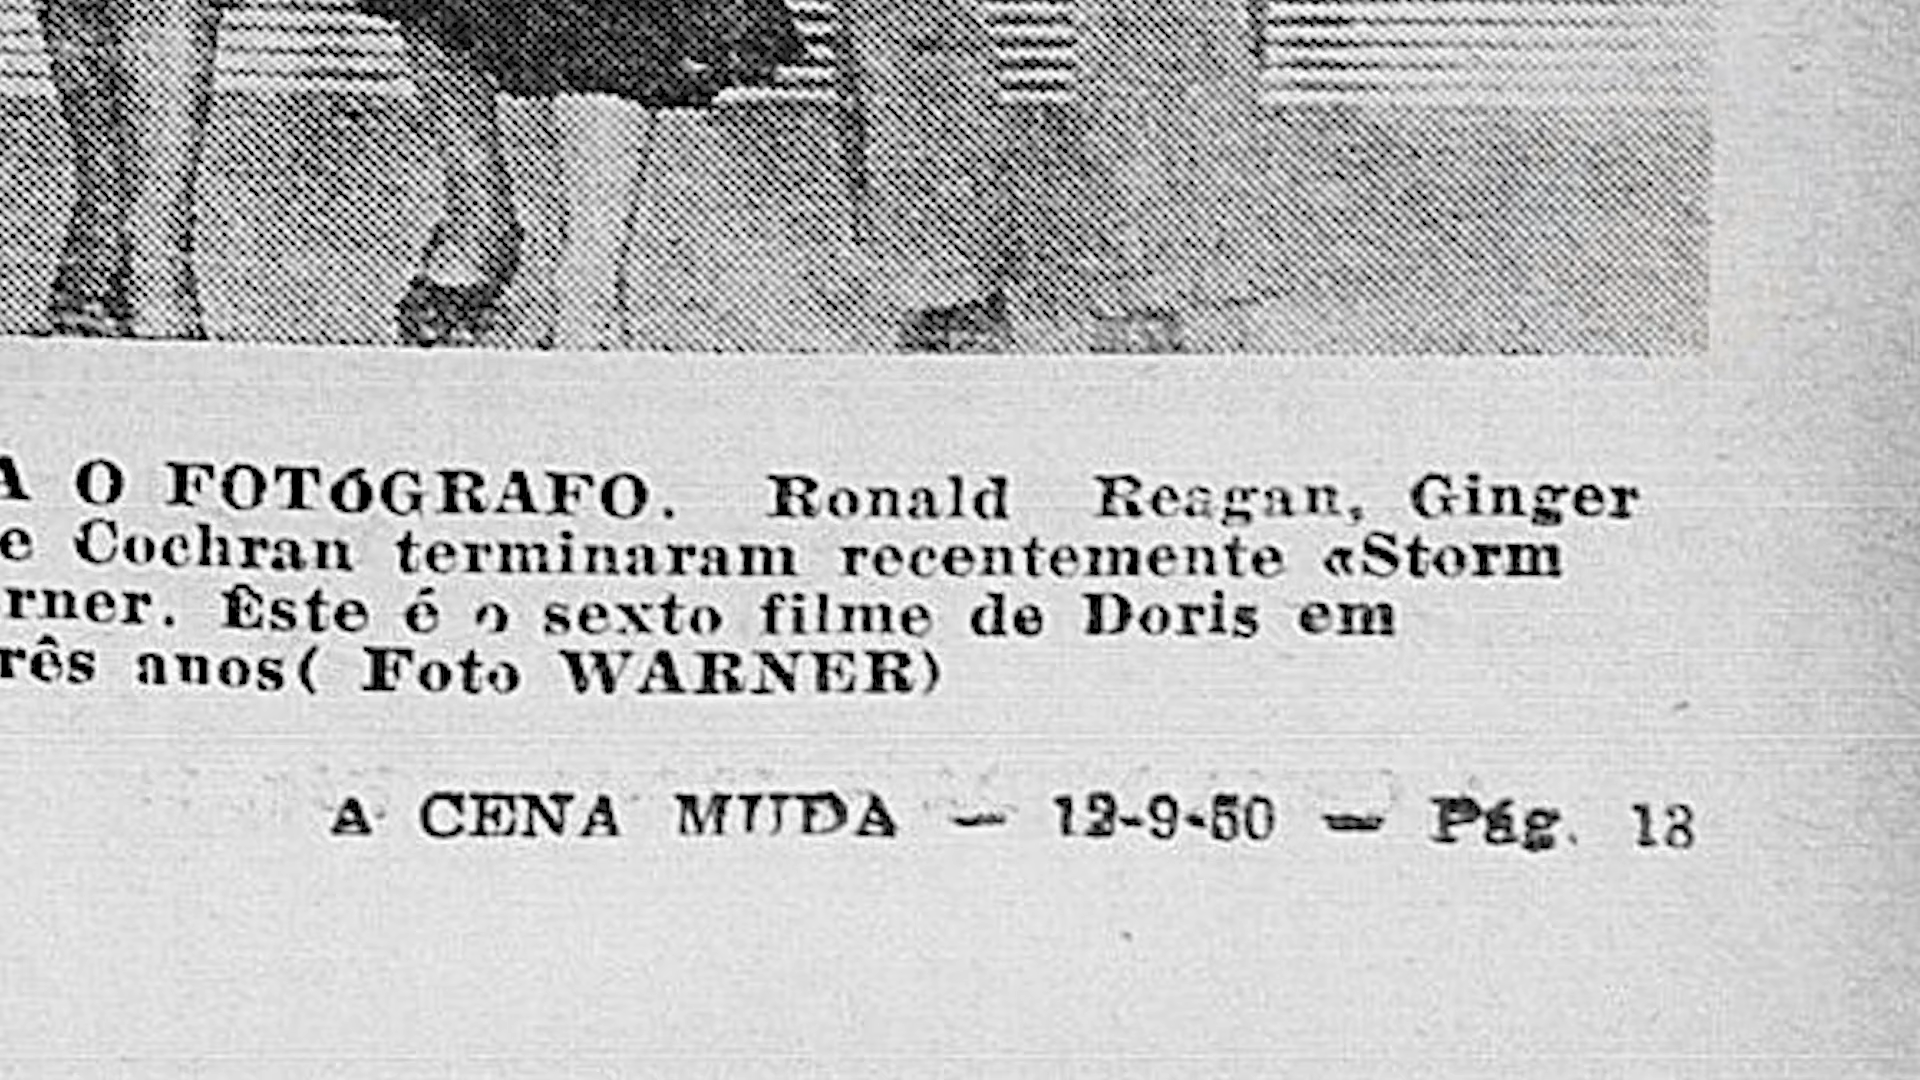 A O FOTÓGRAFO. Ronald Reagan, Ginger
e Cochran terminaram recentemente «Storm
rner. Êste é o sexto filme de Doris em
rês anos( Foto WARNER)
A CENA MUDA — 12-9-50 — Pág. 13